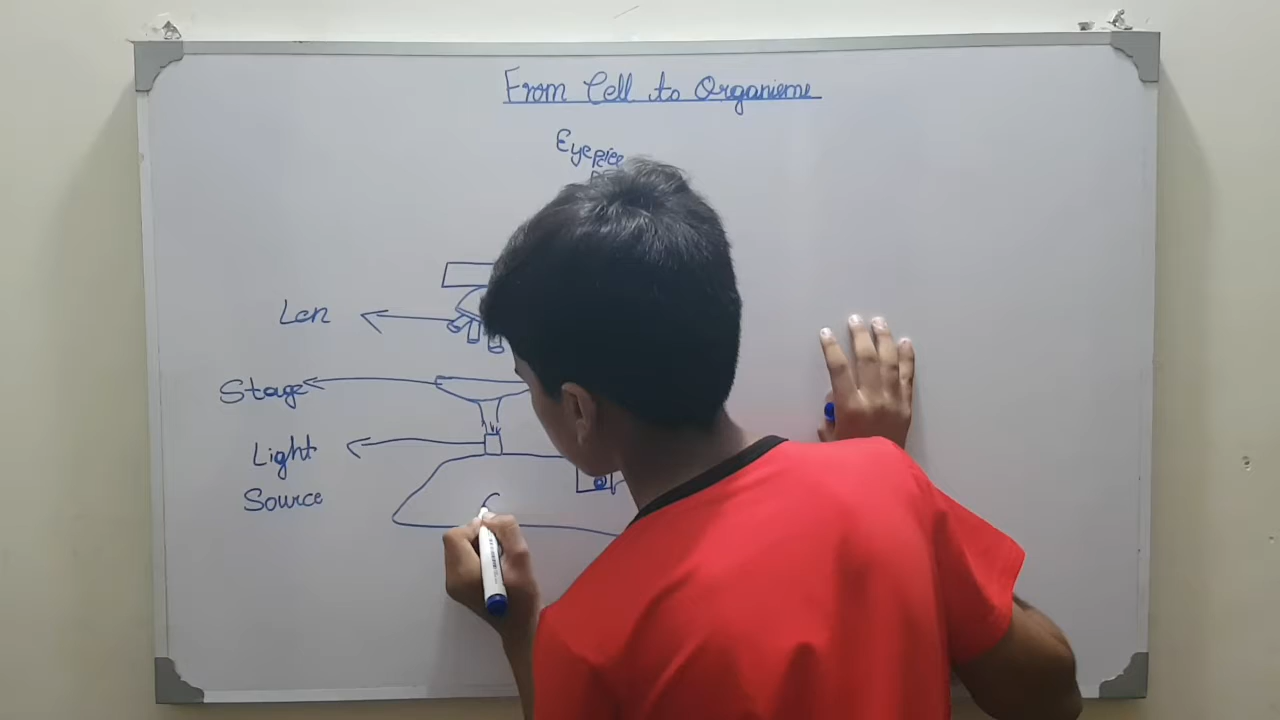 From Cell to Organisms
Eyepiece
Len
Stage
Light
Source